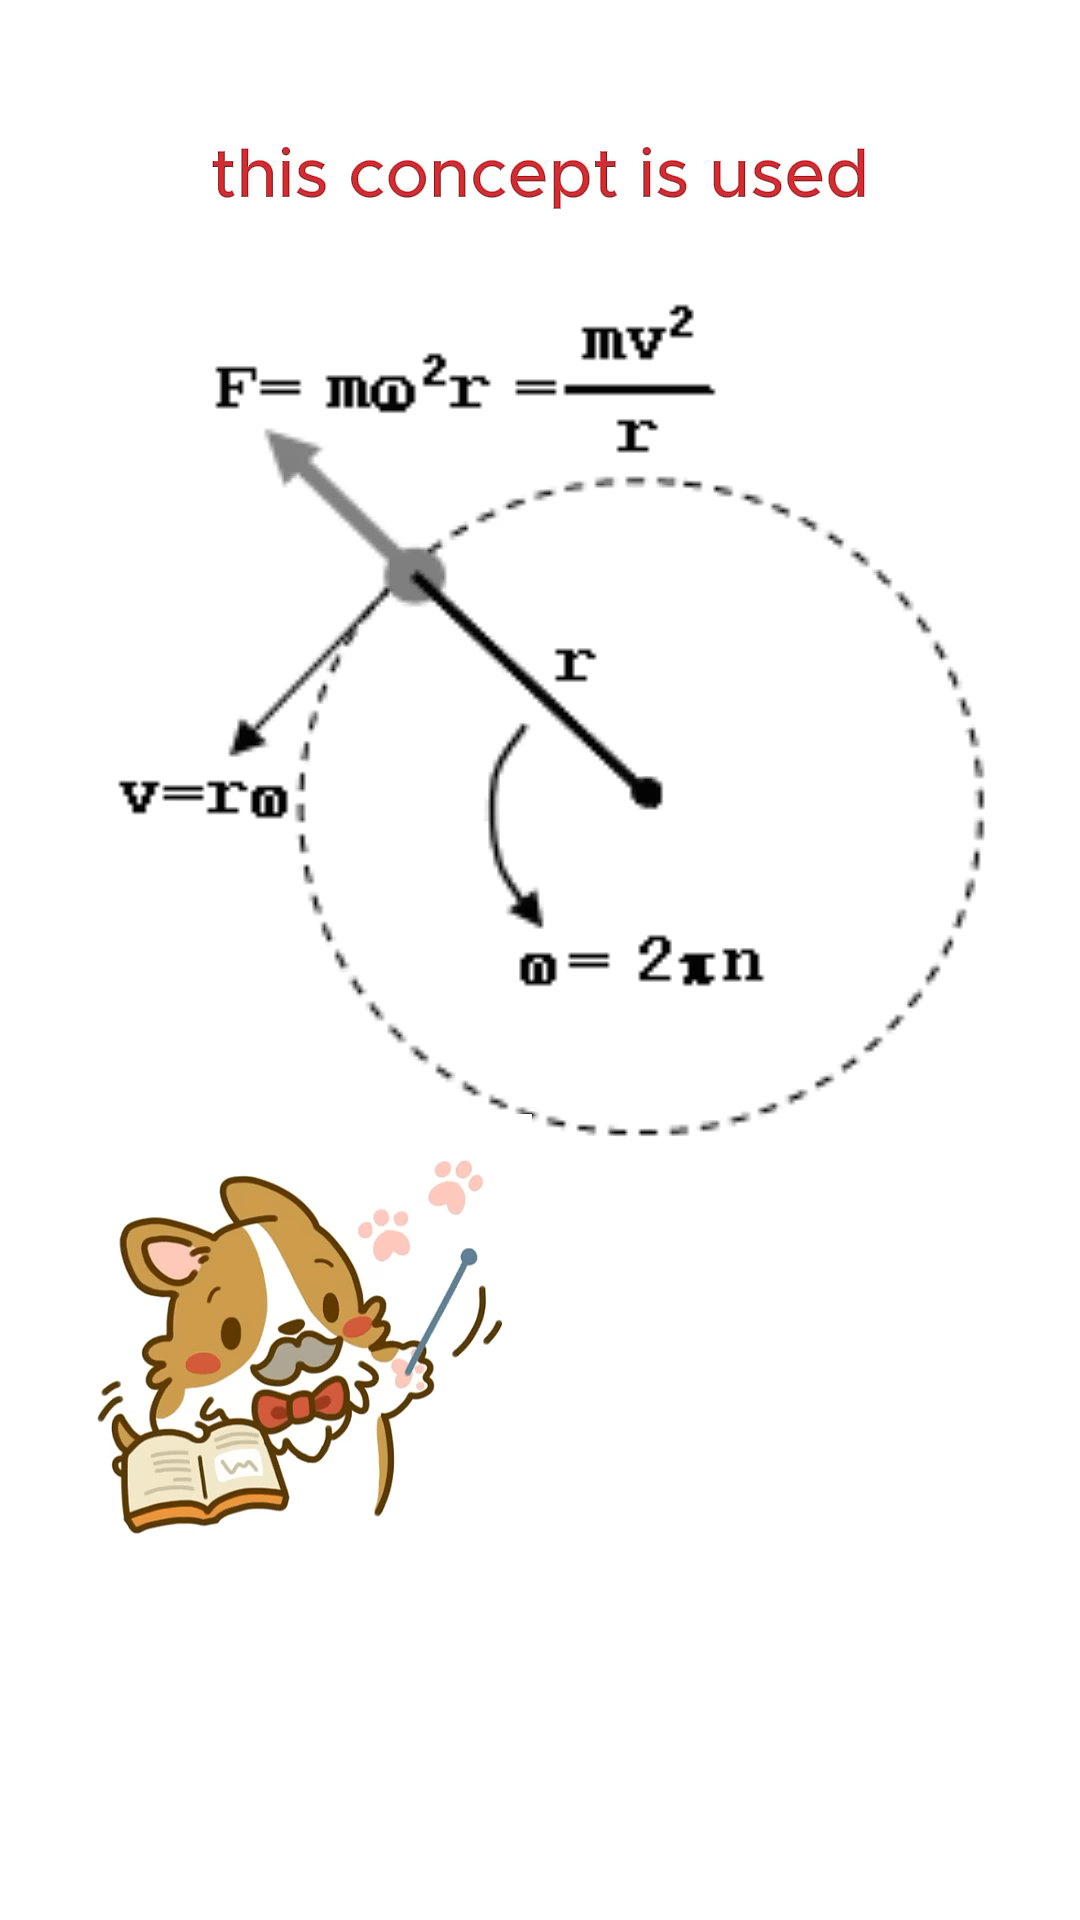 this concept is used
F= mω²r = mv²/r
r
v=rω
ω= 2πn